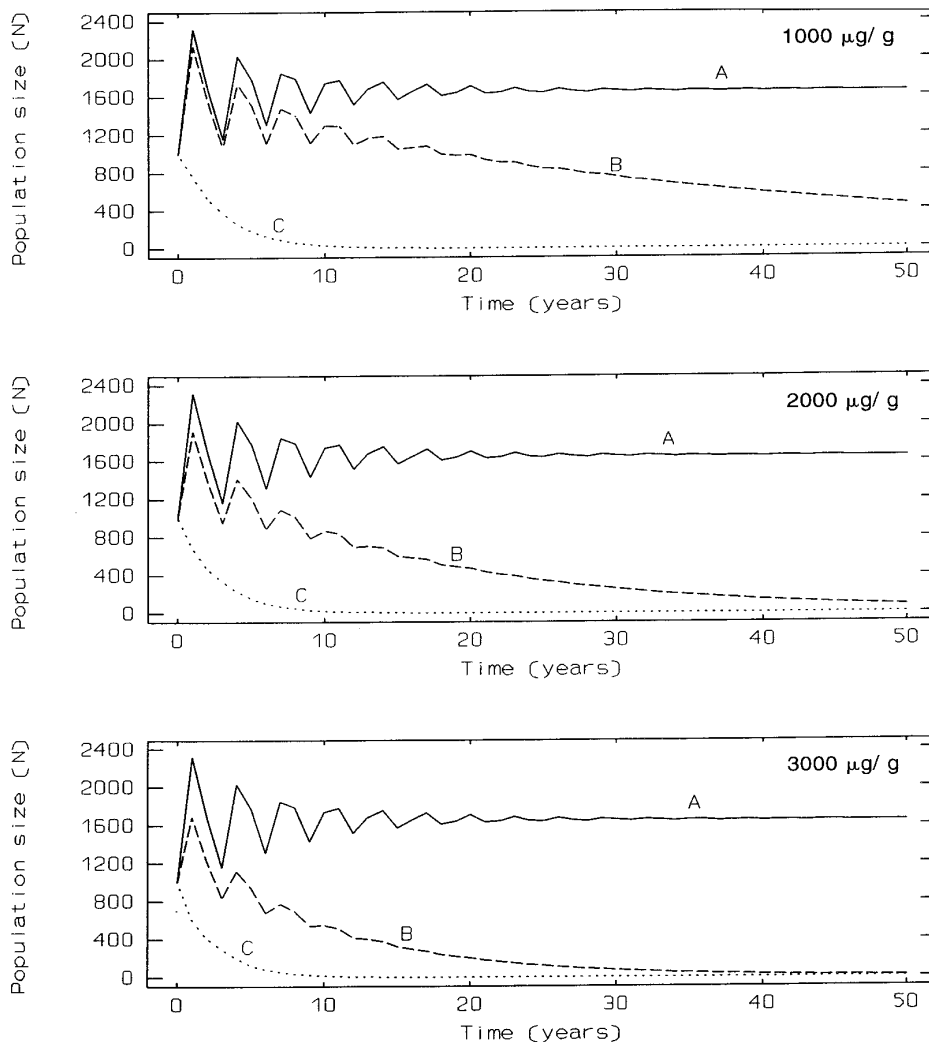 Population size (N)
2400
2000
1600
1200
800
400
0
1000 µg/ g
A
B
C
0 10 20 30 40 50
Time (years)
Population size (N)
2400
2000
1600
1200
800
400
0
2000 µg/ g
A
B
C
0 10 20 30 40 50
Time (years)
Population size (N)
2400
2000
1600
1200
800
400
0
3000 µg/ g
A
B
C
0 10 20 30 40 50
Time (years)